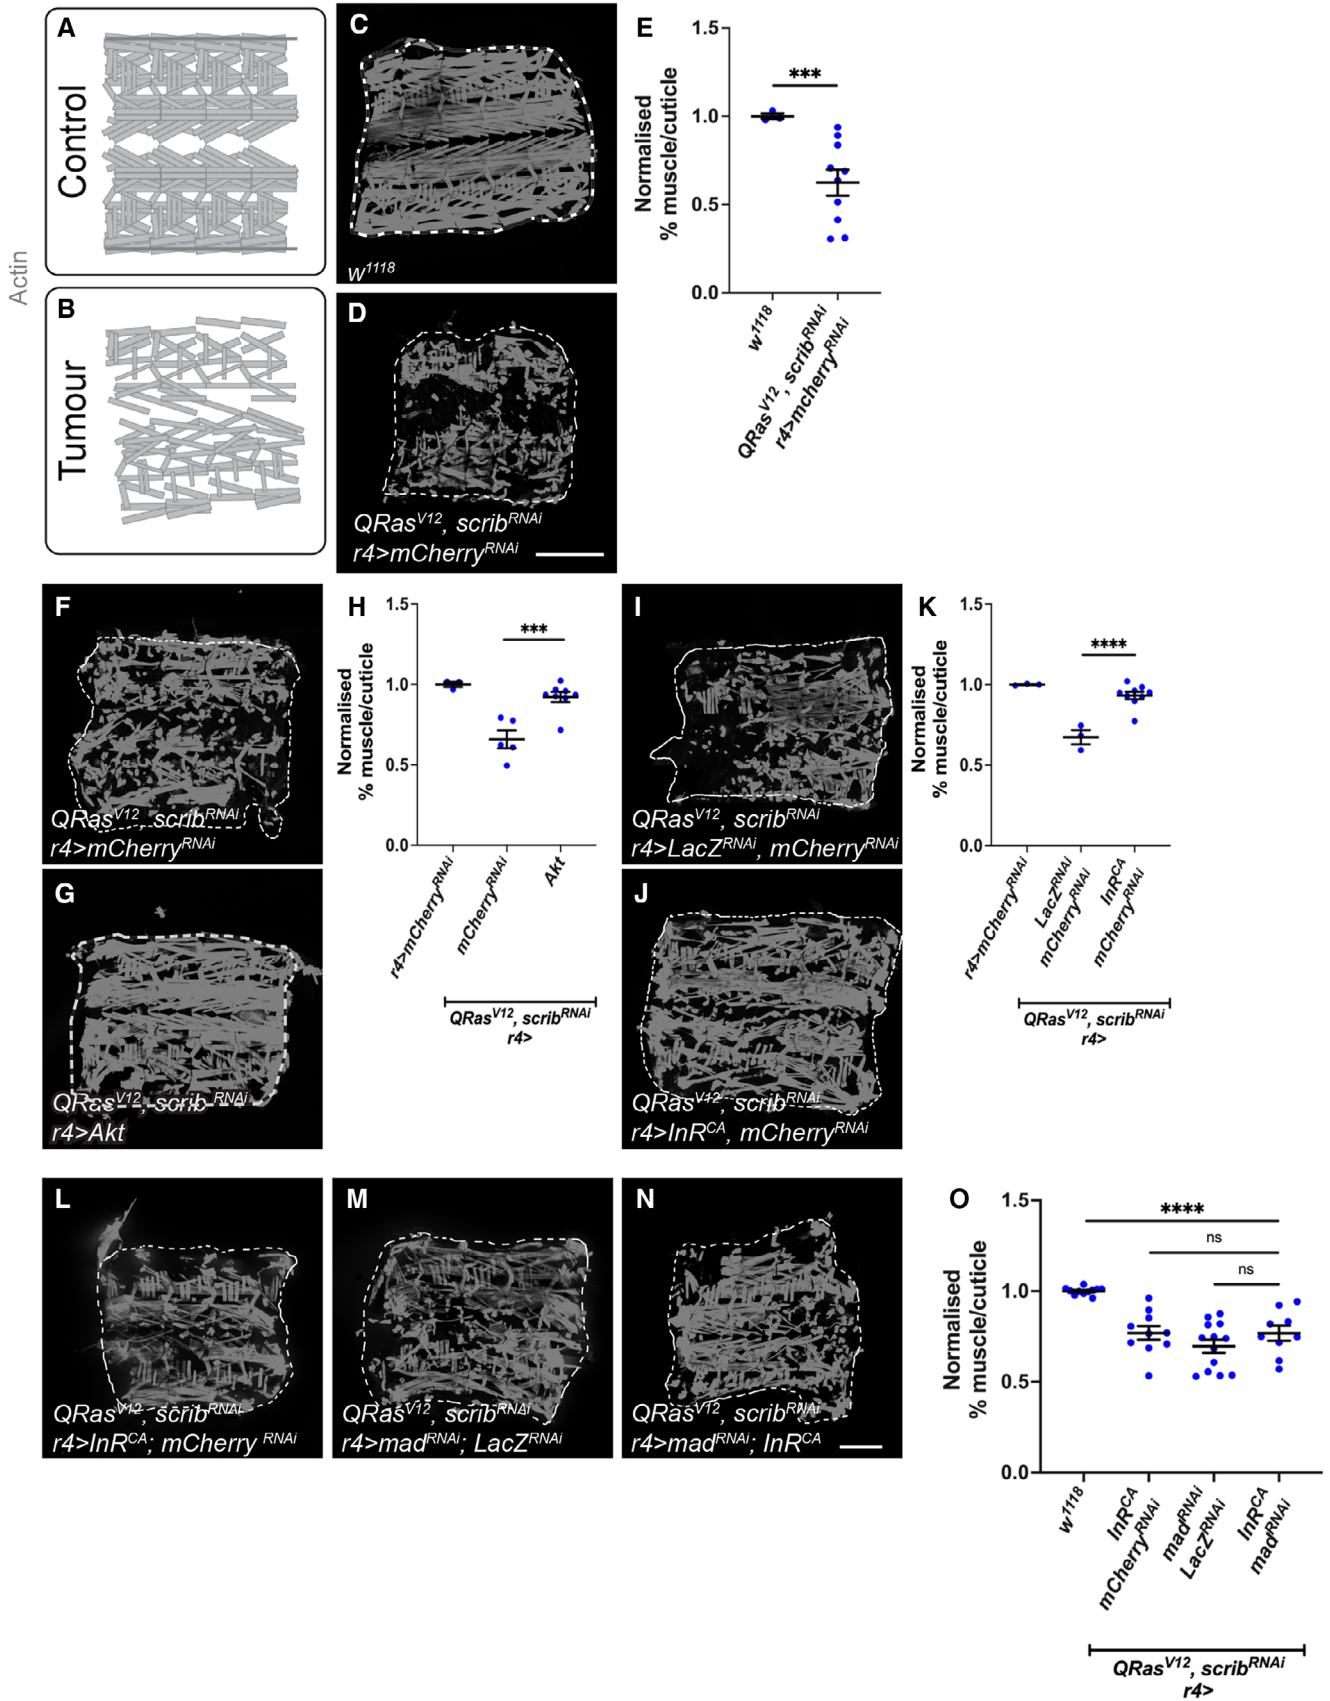 Actin
A
Control
B
Tumour
C
w1118
D
QRasV12, scribRNAi
r4>mCherryRNAi
E
Normalised
% muscle/cuticle
1.5
1.0
0.5
0.0
***
w1118
QRasV12, scribRNAi
r4>mcherryRNAi
F
QRasV12, scribRNAi
r4>mCherryRNAi
G
QRasV12, scrib RNAi
r4>Akt
H
Normalised
% muscle/cuticle
1.5
1.0
0.5
0.0
***
r4>mCherryRNAi
mCherryRNAi
Akt
QRasV12, scribRNAi
r4>
I
QRasV12, scribRNAi
r4>LacZRNAi, mCherryRNAi
J
QRasV12, scribRNAi
r4>InRCA, mCherryRNAi
K
Normalised
% muscle/cuticle
1.5
1.0
0.5
0.0
****
r4>mCherryRNAi
LacZRNAi
mCherryRNAi
InRCA
mCherryRNAi
QRasV12, scribRNAi
r4>
L
QRasV12, scribRNAi
r4>InRCA; mCherry RNAi
M
QRasV12, scribRNAi
r4>madRNAi; LacZRNAi
N
QRasV12, scribRNAi
r4>madRNAi; InRCA
O
Normalised
% muscle/cuticle
1.5
1.0
0.5
0.0
****
ns
ns
w1118
InRCA
mCherryRNAi
madRNAi
LacZRNAi
InRCA
madRNAi
QRasV12, scribRNAi
r4>